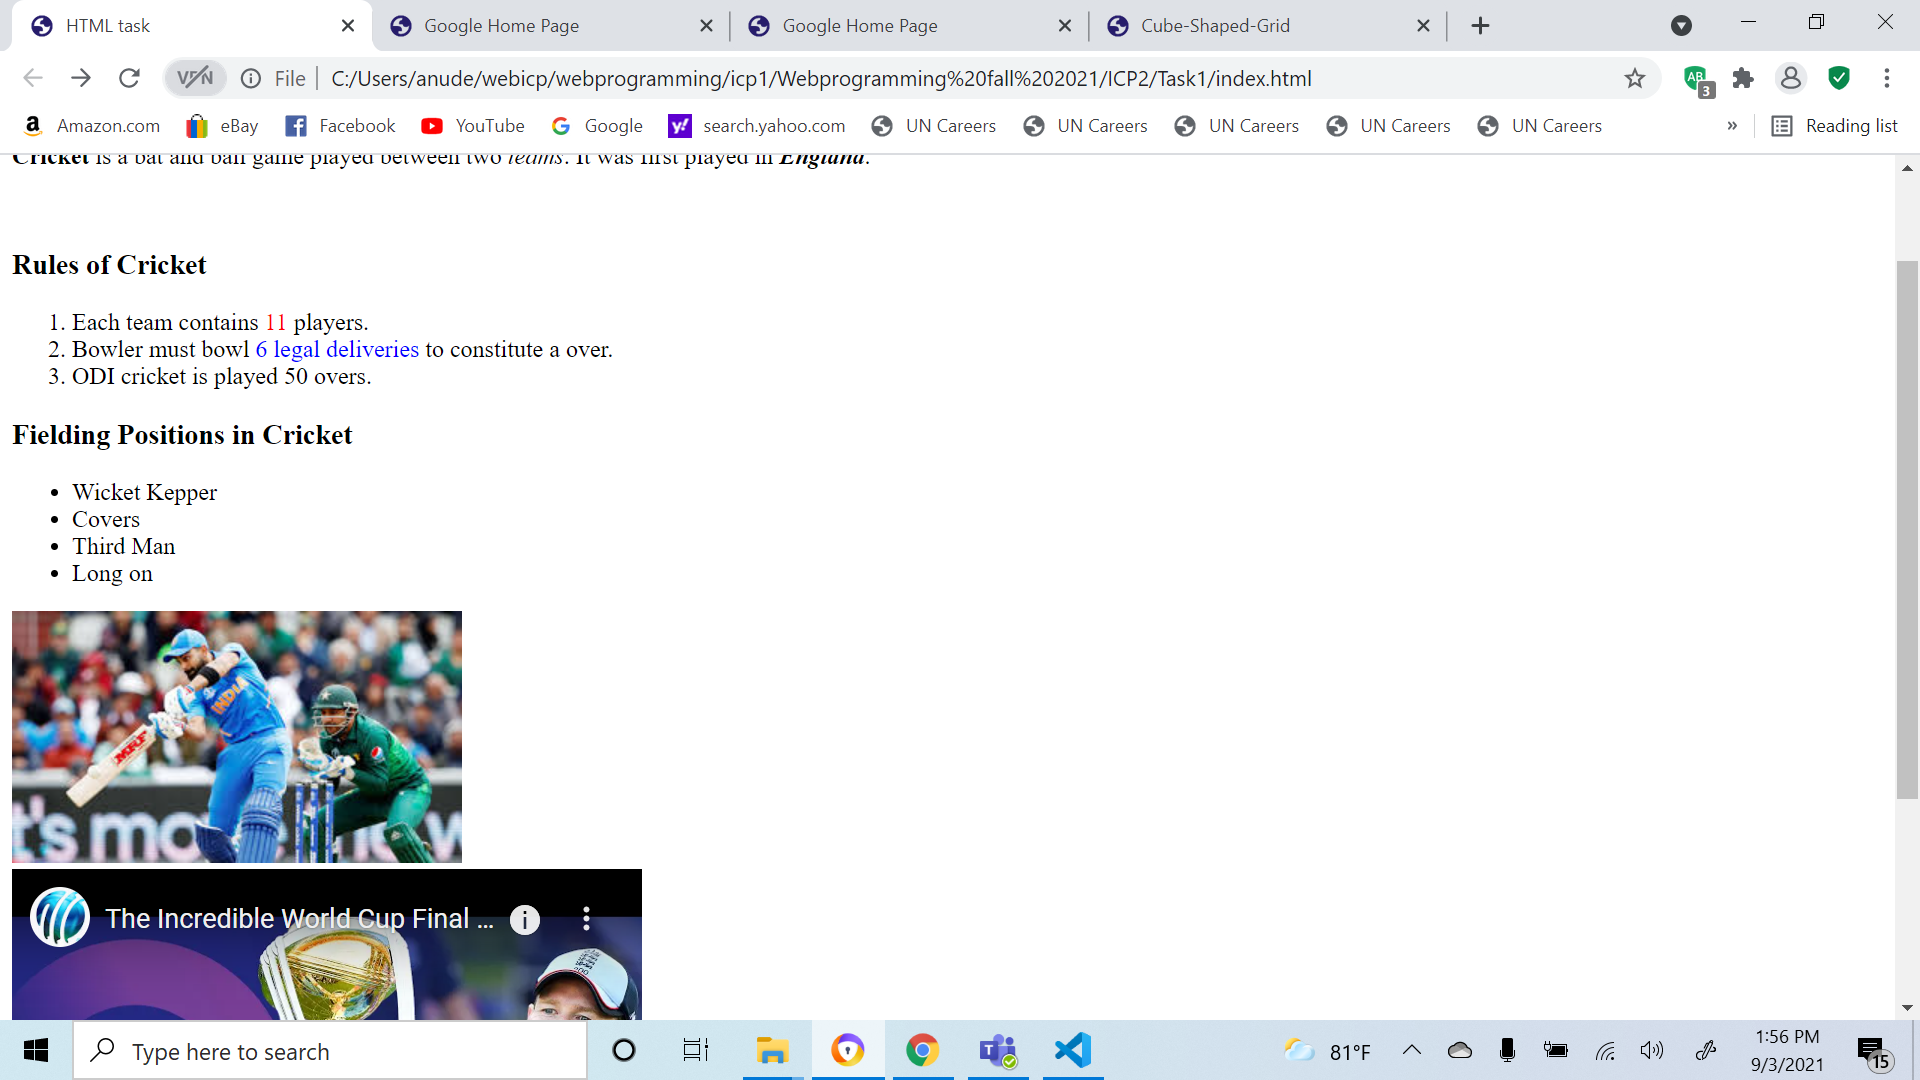 HTML task
Google Home Page
Google Home Page
Cube-Shaped-Grid
VPN
File
C:/Users/anude/webicp/webprogramming/icp1/Webprogramming%20fall%202021/ICP2/Task1/index.html
AB
3
Amazon.com
eBay
Facebook
YouTube
Google
y!
search.yahoo.com
UN Careers
UN Careers
UN Careers
UN Careers
UN Careers
»
Reading list
Cricket is a bat and ball game played between two teams. It was first played in England.
Rules of Cricket
1. Each team contains 11 players.
2. Bowler must bowl 6 legal deliveries to constitute a over.
3. ODI cricket is played 50 overs.
Fielding Positions in Cricket
• Wicket Kepper
• Covers
• Third Man
• Long on
INDIA
MRF
The Incredible World Cup Final ...
Type here to search
81°F
1:56 PM
9/3/2021
15